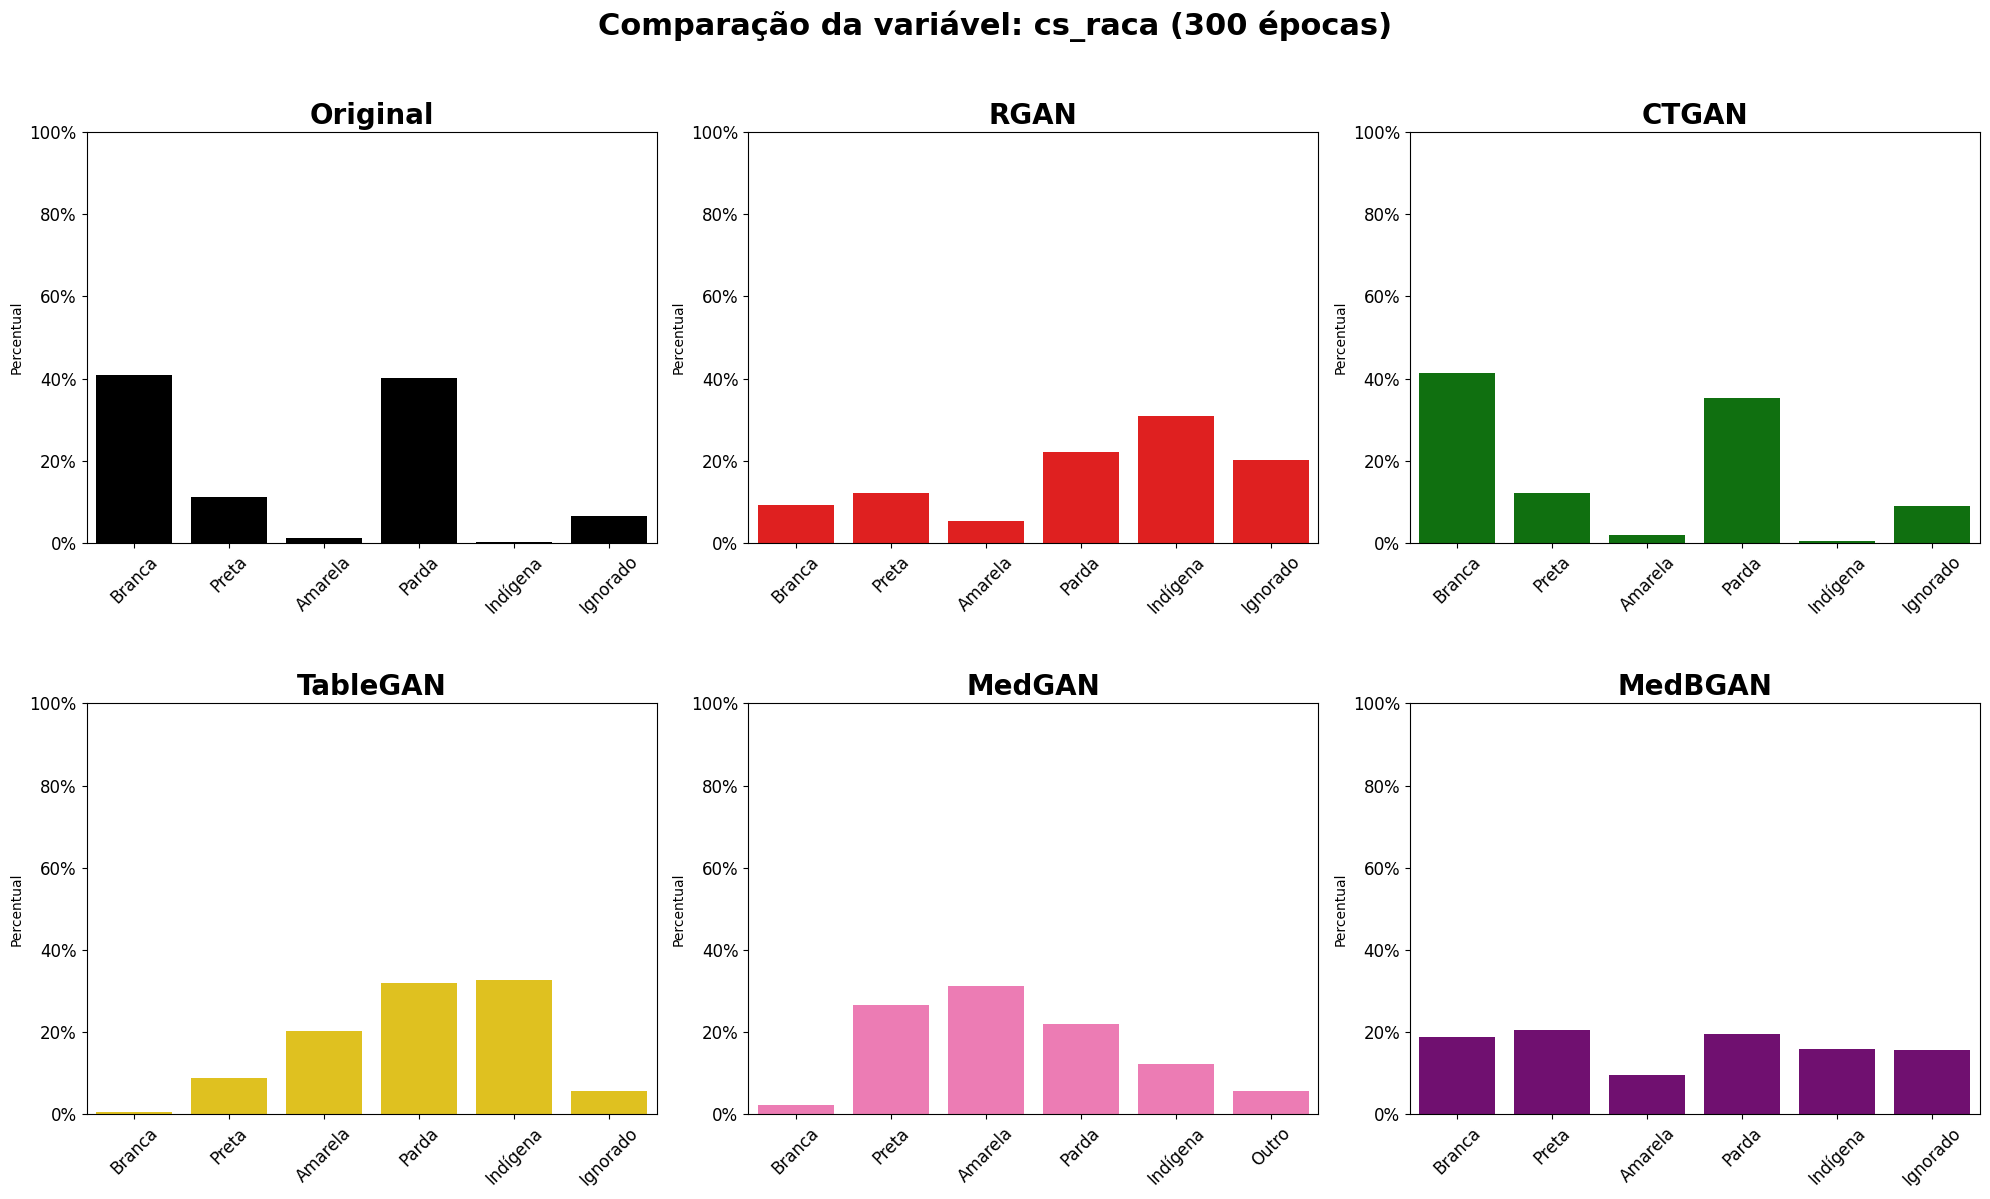 Comparação da variável: cs_raca (300 épocas)
Original
100%
80%
60%
40%
20%
0%
Percentual
Branca
Preta
Amarela
Parda
Indígena
Ignorado
RGAN
100%
80%
60%
40%
20%
0%
Percentual
Branca
Preta
Amarela
Parda
Indígena
Ignorado
CTGAN
100%
80%
60%
40%
20%
0%
Percentual
Branca
Preta
Amarela
Parda
Indígena
Ignorado
TableGAN
100%
80%
60%
40%
20%
0%
Percentual
Branca
Preta
Amarela
Parda
Indígena
Ignorado
MedGAN
100%
80%
60%
40%
20%
0%
Percentual
Branca
Preta
Amarela
Parda
Indígena
Outro
MedBGAN
100%
80%
60%
40%
20%
0%
Percentual
Branca
Preta
Amarela
Parda
Indígena
Ignorado